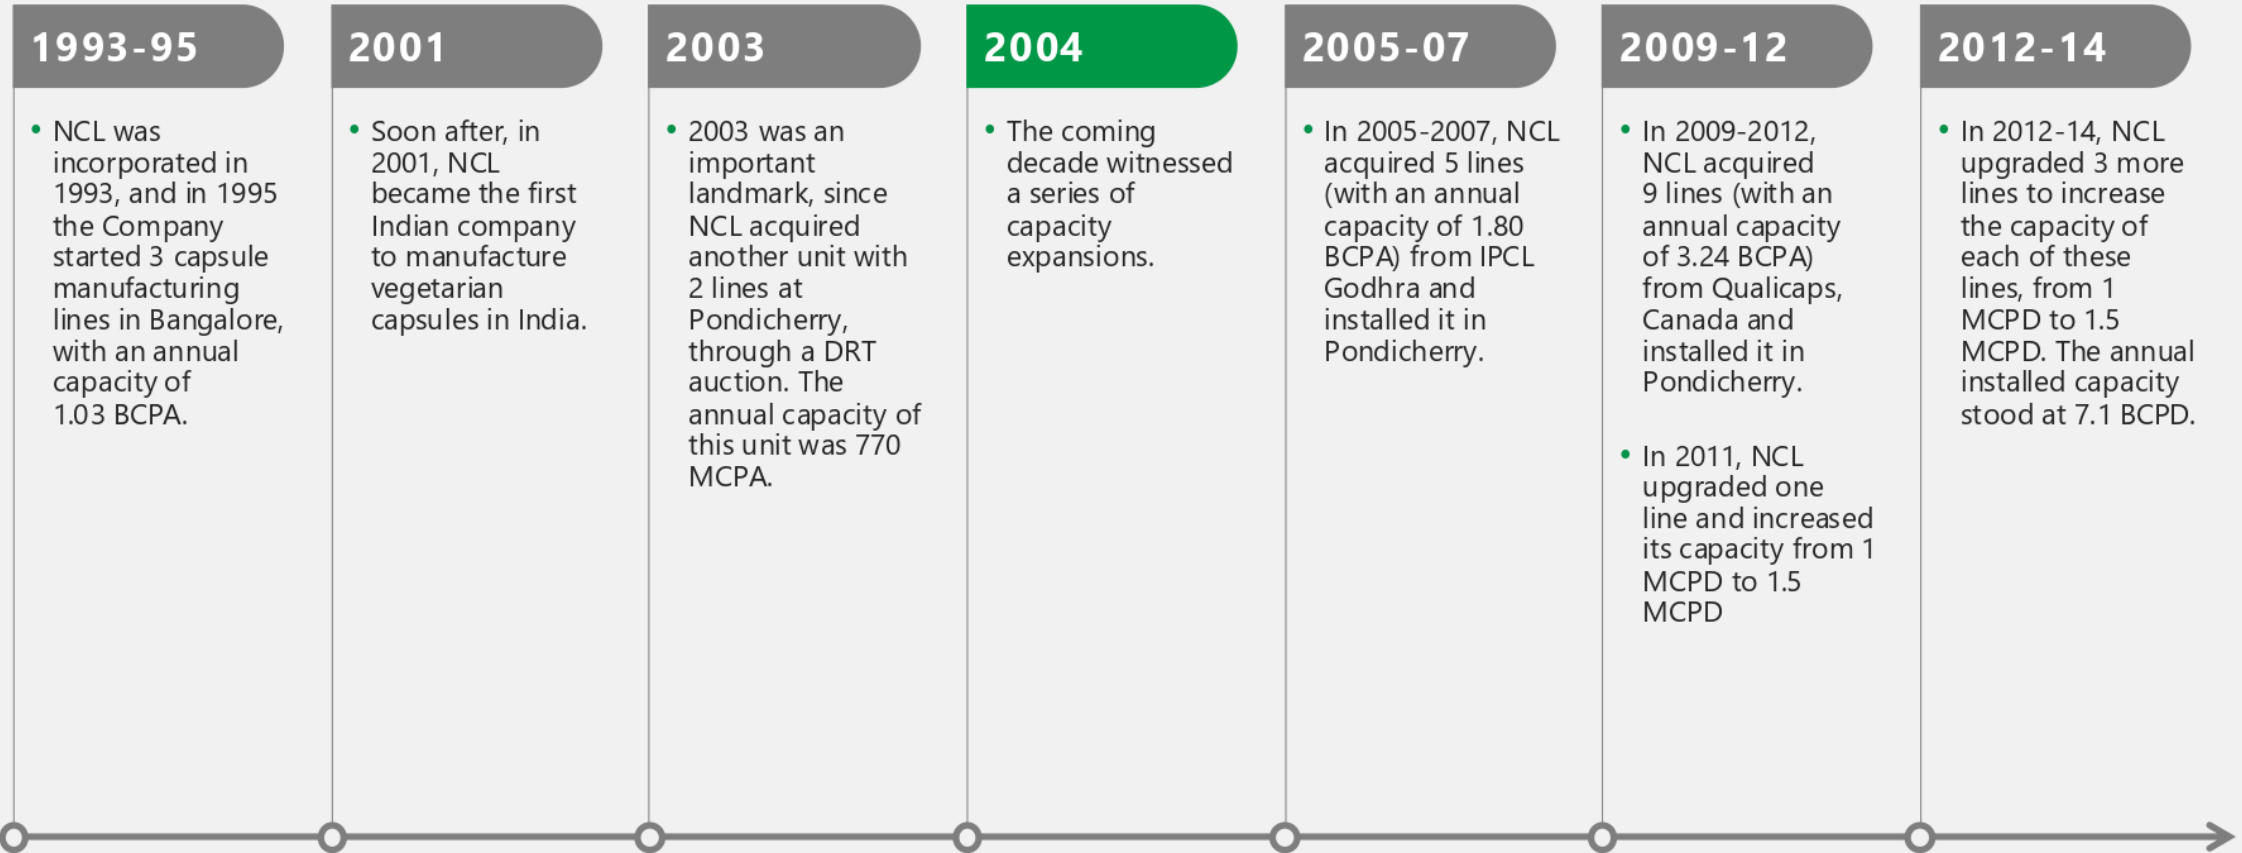 1993-95
• NCL was
incorporated in
1993, and in 1995
the Company
started 3 capsule
manufacturing
lines in Bangalore,
with an annual
capacity of
1.03 BCPA.
2001
• Soon after, in
2001, NCL
became the first
Indian company
to manufacture
vegetarian
capsules in India.
2003
• 2003 was an
important
landmark, since
NCL acquired
another unit with
2 lines at
Pondicherry,
through a DRT
auction. The
annual capacity of
this unit was 770
MCPA.
2004
• The coming
decade witnessed
a series of
capacity
expansions.
2005-07
• In 2005-2007, NCL
acquired 5 lines
(with an annual
capacity of 1.80
BCPA) from IPCL
Godhra and
installed it in
Pondicherry.
2009-12
• In 2009-2012,
NCL acquired
9 lines (with an
annual capacity
of 3.24 BCPA)
from Qualicaps,
Canada and
installed it in
Pondicherry.
• In 2011, NCL
upgraded one
line and increased
its capacity from 1
MCPD to 1.5
MCPD
2012-14
• In 2012-14, NCL
upgraded 3 more
lines to increase
the capacity of
each of these
lines, from 1
MCPD to 1.5
MCPD. The annual
installed capacity
stood at 7.1 BCPD.